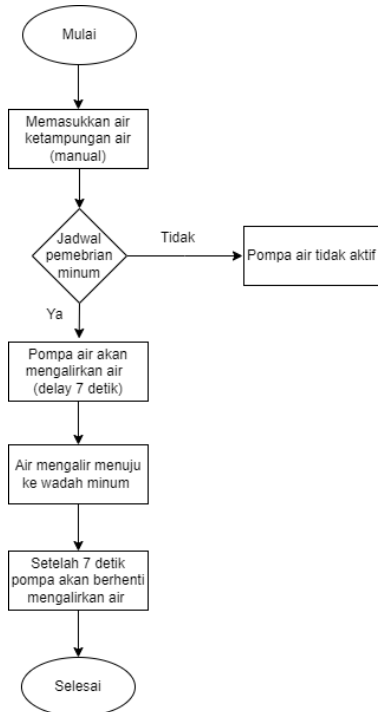 Mulai
Memasukkan air
ketampungan air
(manual)
Jadwal
pemebrian
minum
Tidak
Pompa air tidak aktif
Ya
Pompa air akan
mengalirkan air
(delay 7 detik)
Air mengalir menuju
ke wadah minum
Setelah 7 detik
pompa akan berhenti
mengalirkan air
Selesai